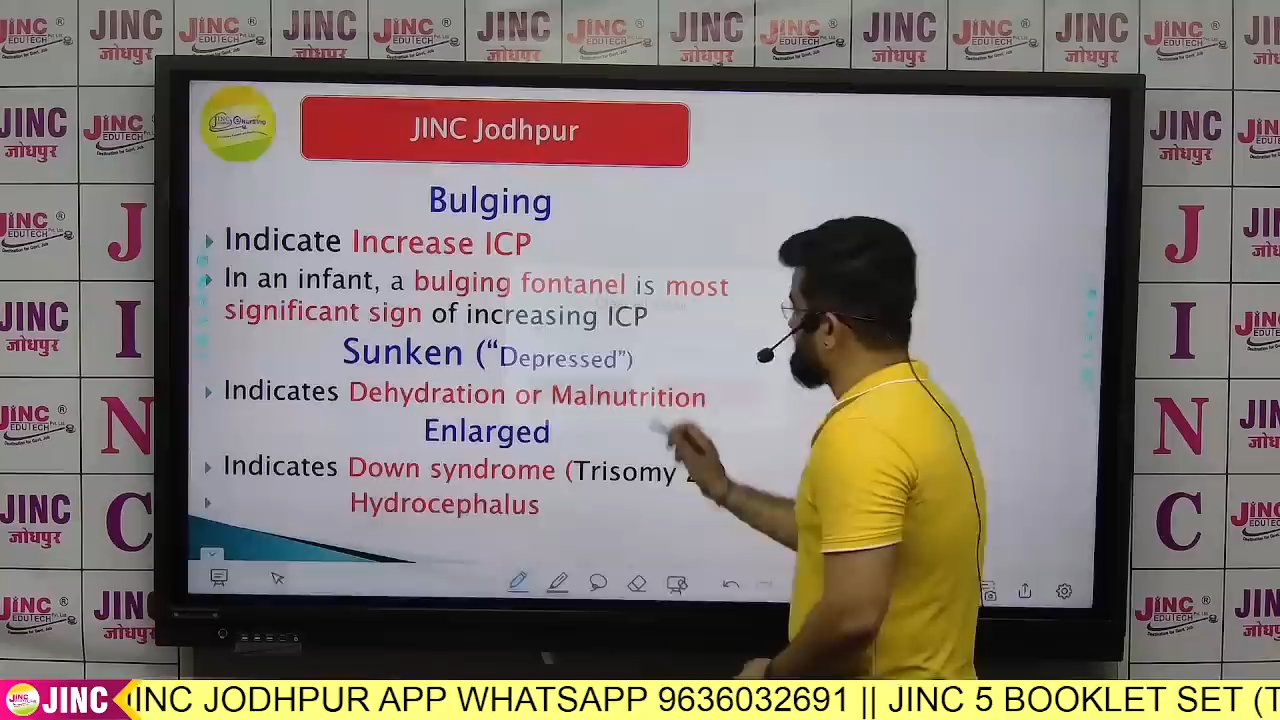 JINC Jodhpur
Bulging
Indicate Increase ICP
In an infant, a bulging fontanel is most
significant sign of increasing ICP
Sunken (“Depressed”)
Indicates Dehydration or Malnutrition
Enlarged
Indicates Down syndrome (Trisomy
Hydrocephalus
JINC
EDUTECH
जोधपुर
J
I
N
C
J
I
N
C
JINC INC JODHPUR APP WHATSAPP 9636032691 || JINC 5 BOOKLET SET (T